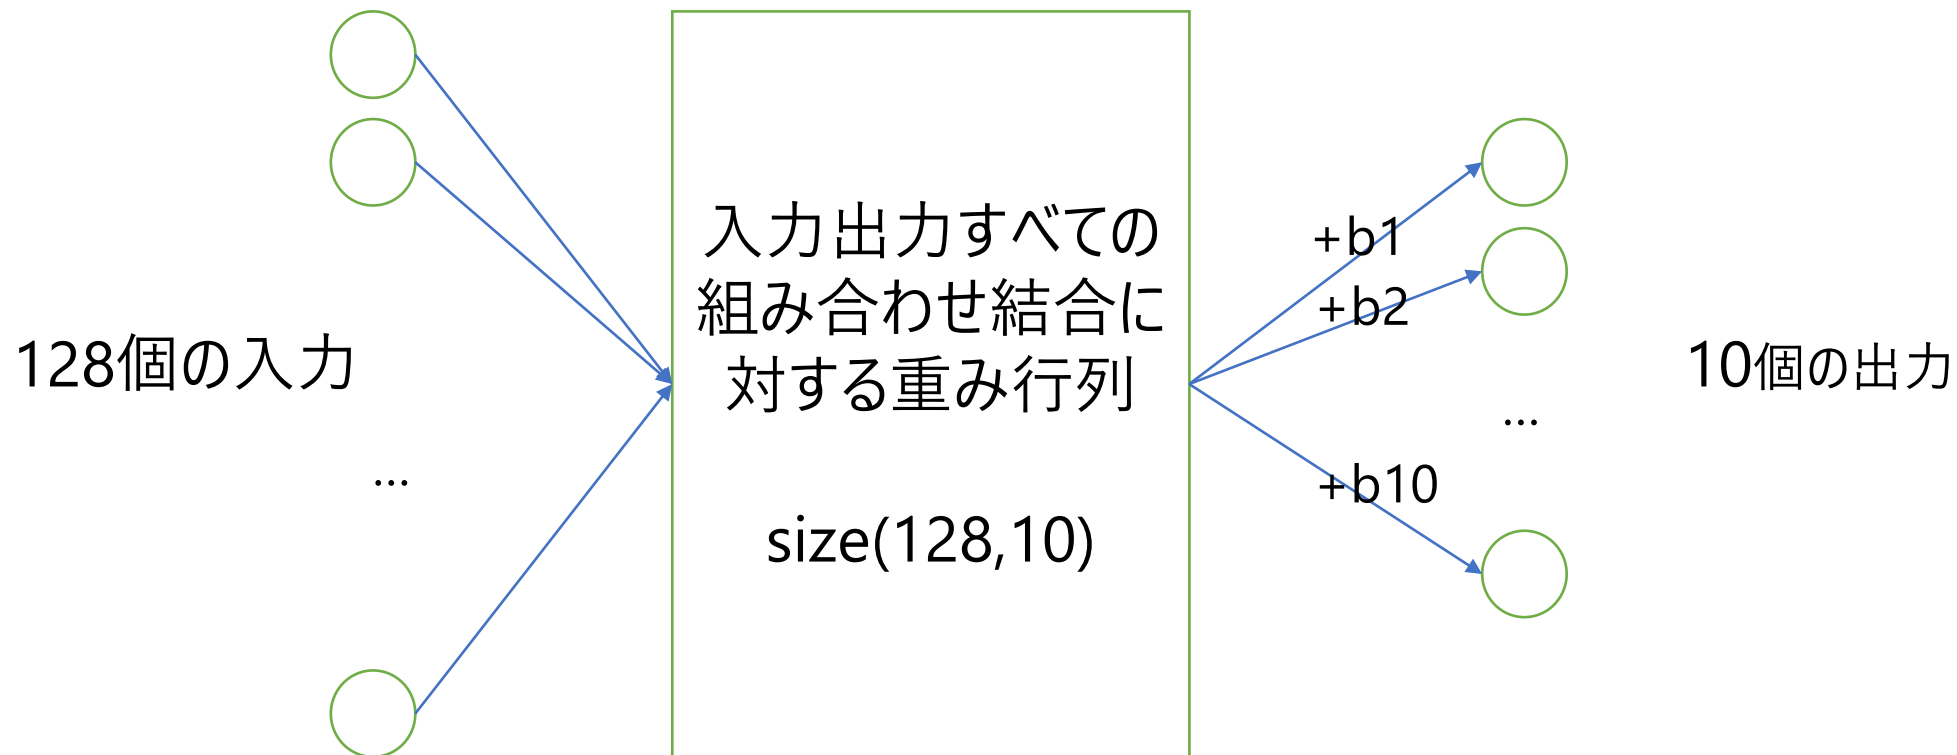 128個の入力
...
入力出力すべての
組み合わせ結合に
対する重み行列
size(128,10)
+b1
+b2
+b10
...
10個の出力